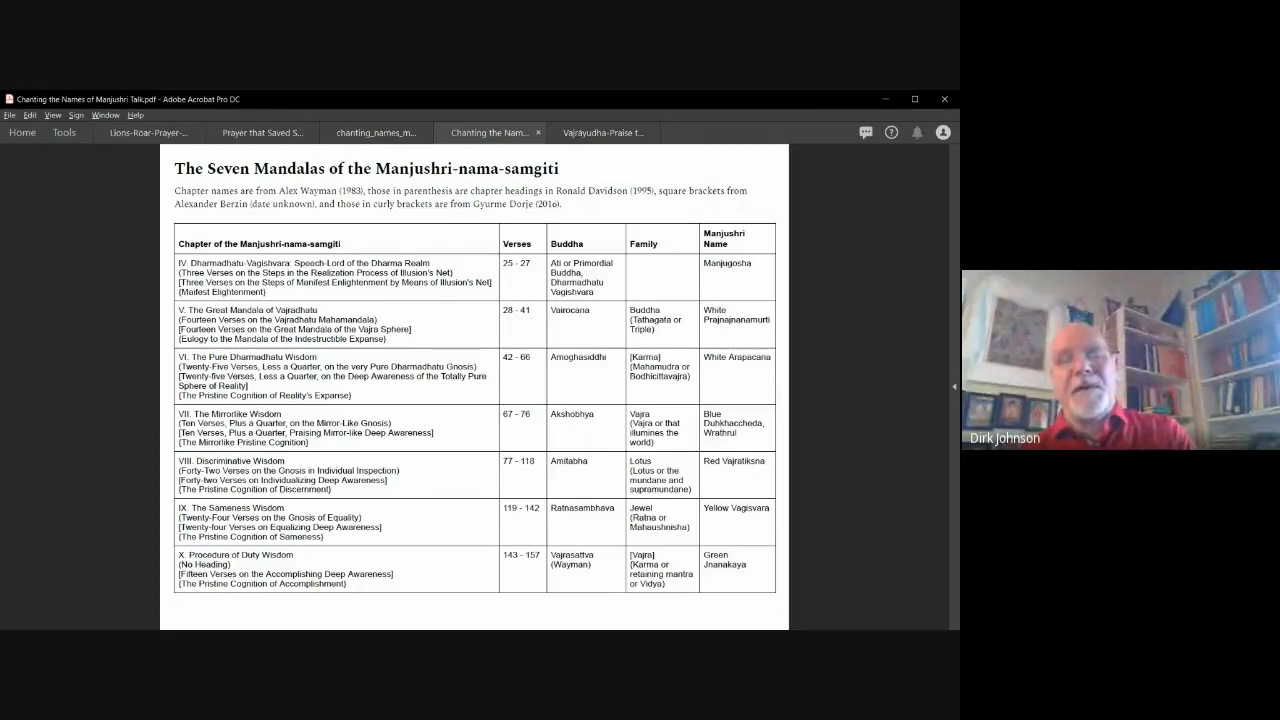 Chanting the Names of Manjushri Talk.pdf - Adobe Acrobat Pro DC
File Edit View Sign Window Help
Home Tools Lions-Roar-Prayer-... Prayer that Saved S... chanting_names_m... Chanting the Nam... × Vajrāyudha-Praise t...
The Seven Mandalas of the Manjushri-nama-samgiti
Chapter names are from Alex Wayman (1983), those in parenthesis are chapter headings in Ronald Davidson (1995), square brackets from
Alexander Berzin (date unknown), and those in curly brackets are from Gyurme Dorje (2016).
Chapter of the Manjushri-nama-samgiti Verses Buddha Family Manjushri
Name
IV. Dharmadhatu-Vagishvara: Speech-Lord of the Dharma Realm 25 - 27 Ati or Primordial Manjugosha
(Three Verses on the Steps in the Realization Process of Illusion's Net) Buddha,
[Three Verses on the Steps of Manifest Enlightenment by Means of Illusion's Net] Dharmadhatu
{Maifest Elightenment} Vagishvara
V. The Great Mandala of Vajradhatu 28 - 41 Vairocana Buddha White
(Fourteen Verses on the Vajradhatu Mahamandala) (Tathagata or Prajnajnanamurti
[Fourteen Verses on the Great Mandala of the Vajra Sphere] Triple)
{Eulogy to the Mandala of the Indestructible Expanse}
VI. The Pure Dharmadhatu Wisdom 42 - 66 Amoghasiddhi [Karma] White Arapacana
(Twenty-Five Verses, Less a Quarter, on the very Pure Dharmadhatu Gnosis) (Mahamudra or
[Twenty-five Verses, Less a Quarter, on the Deep Awareness of the Totally Pure Bodhicittavajra)
Sphere of Reality]
{The Pristine Cognition of Reality's Expanse}
VII. The Mirrorlike Wisdom 67 - 76 Akshobhya Vajra Blue
(Ten Verses, Plus a Quarter, on the Mirror-Like Gnosis) (Vajra or that Duhkhaccheda,
[Ten Verses, Plus a Quarter, Praising Mirror-like Deep Awareness] illumines the Wrathrul
{The Mirrorlike Pristine Cognition} world)
VIII. Discriminative Wisdom 77 - 118 Amitabha Lotus Red Vajratiksna
(Forty-Two Verses on the Gnosis in Individual Inspection) (Lotus or the
[Forty-two Verses on Individualizing Deep Awareness] mundane and
{The Pristine Cognition of Discernment} supramundane)
IX. The Sameness Wisdom 119 - 142 Ratnasambhava Jewel Yellow Vagisvara
(Twenty-Four Verses on the Gnosis of Equality) (Ratna or
[Twenty-four Verses on Equalizing Deep Awareness] Mahaushnisha)
{The Pristine Cognition of Sameness}
X. Procedure of Duty Wisdom 143 - 157 Vajrasattva [Vajra] Green
(No Heading) (Wayman) (Karma or Jnanakaya
[Fifteen Verses on the Accomplishing Deep Awareness] retaining mantra
{The Pristine Cognition of Accomplishment} or Vidya)
Dirk Johnson